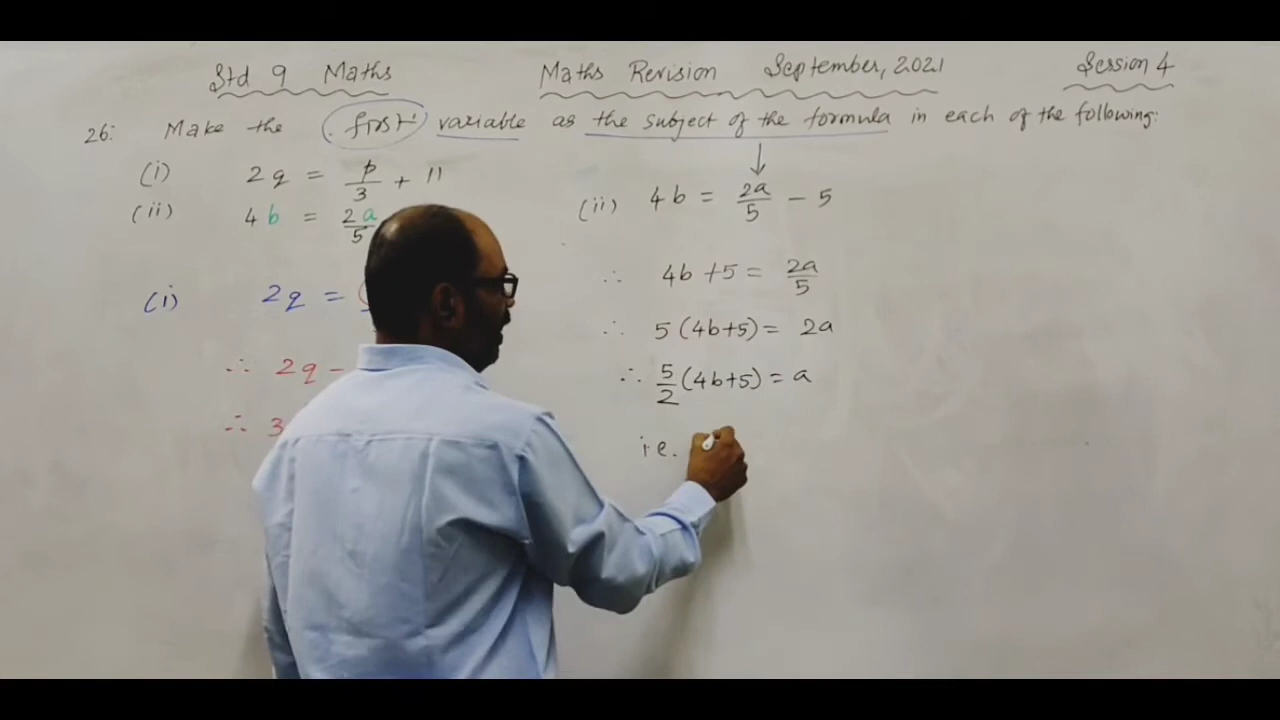 Std 9 Maths Maths Revision September, 2021 Session 4
26: Make the "first" variable as the subject of the formula in each of the following:
(i) 2q = p/3 + 11
(ii) 4b = 2a/5
(i) 2q =
∴ 2q -
∴ 3
(ii) 4b = 2a/5 - 5
∴ 4b +5 = 2a/5
∴ 5 (4b+5) = 2a
∴ 5/2 (4b+5) = a
i.e.